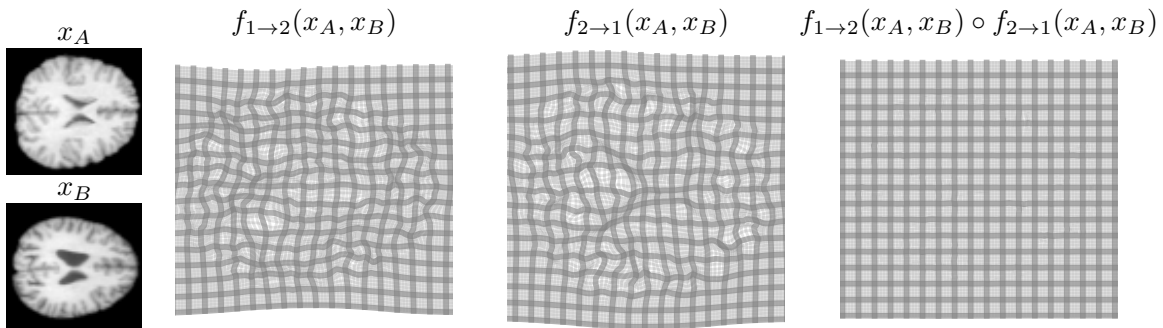 x_A
x_B
f_{1→2}(x_A, x_B)
f_{2→1}(x_A, x_B)
f_{1→2}(x_A, x_B) ∘ f_{2→1}(x_A, x_B)